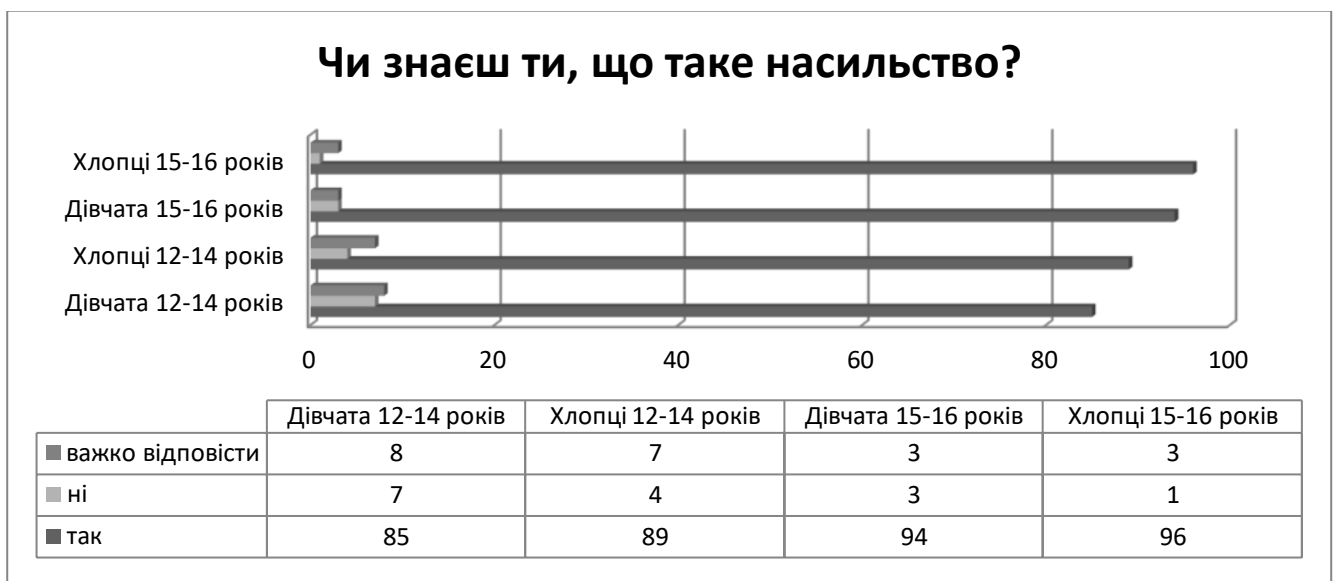 Чи знаєш ти, що таке насильство?
Хлопці 15-16 років
Дівчата 15-16 років
Хлопці 12-14 років
Дівчата 12-14 років
0 20 40 60 80 100
Дівчата 12-14 років Хлопці 12-14 років Дівчата 15-16 років Хлопці 15-16 років
важко відповісти 8 7 3 3
ні 7 4 3 1
так 85 89 94 96